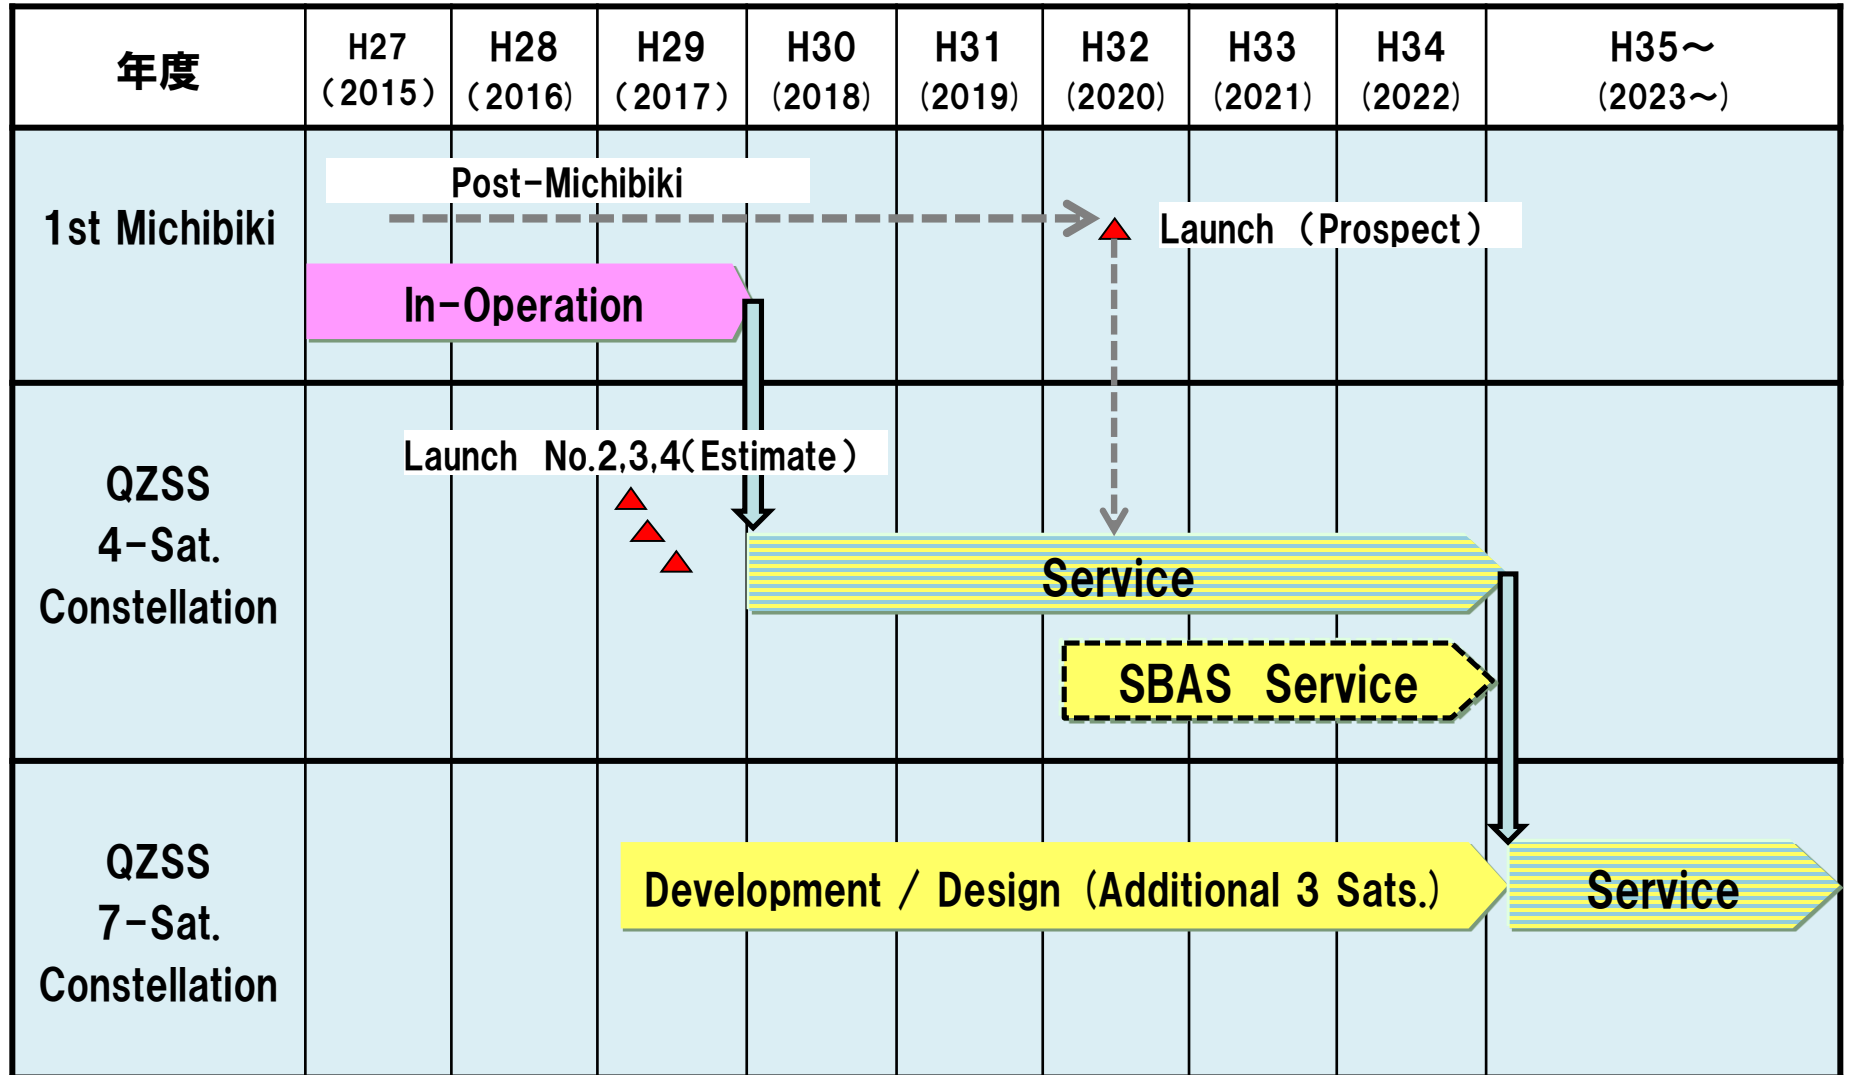 年度
H27
（2015）
H28
（2016）
H29
（2017）
H30
（2018）
H31
（2019）
H32
（2020）
H33
（2021）
H34
（2022）
H35～
（2023～）
1st Michibiki
Post-Michibiki
Launch （Prospect）
In-Operation
QZSS
4-Sat.
Constellation
Launch No.2,3,4(Estimate）
Service
SBAS Service
QZSS
7-Sat.
Constellation
Development / Design （Additional 3 Sats.）
Service